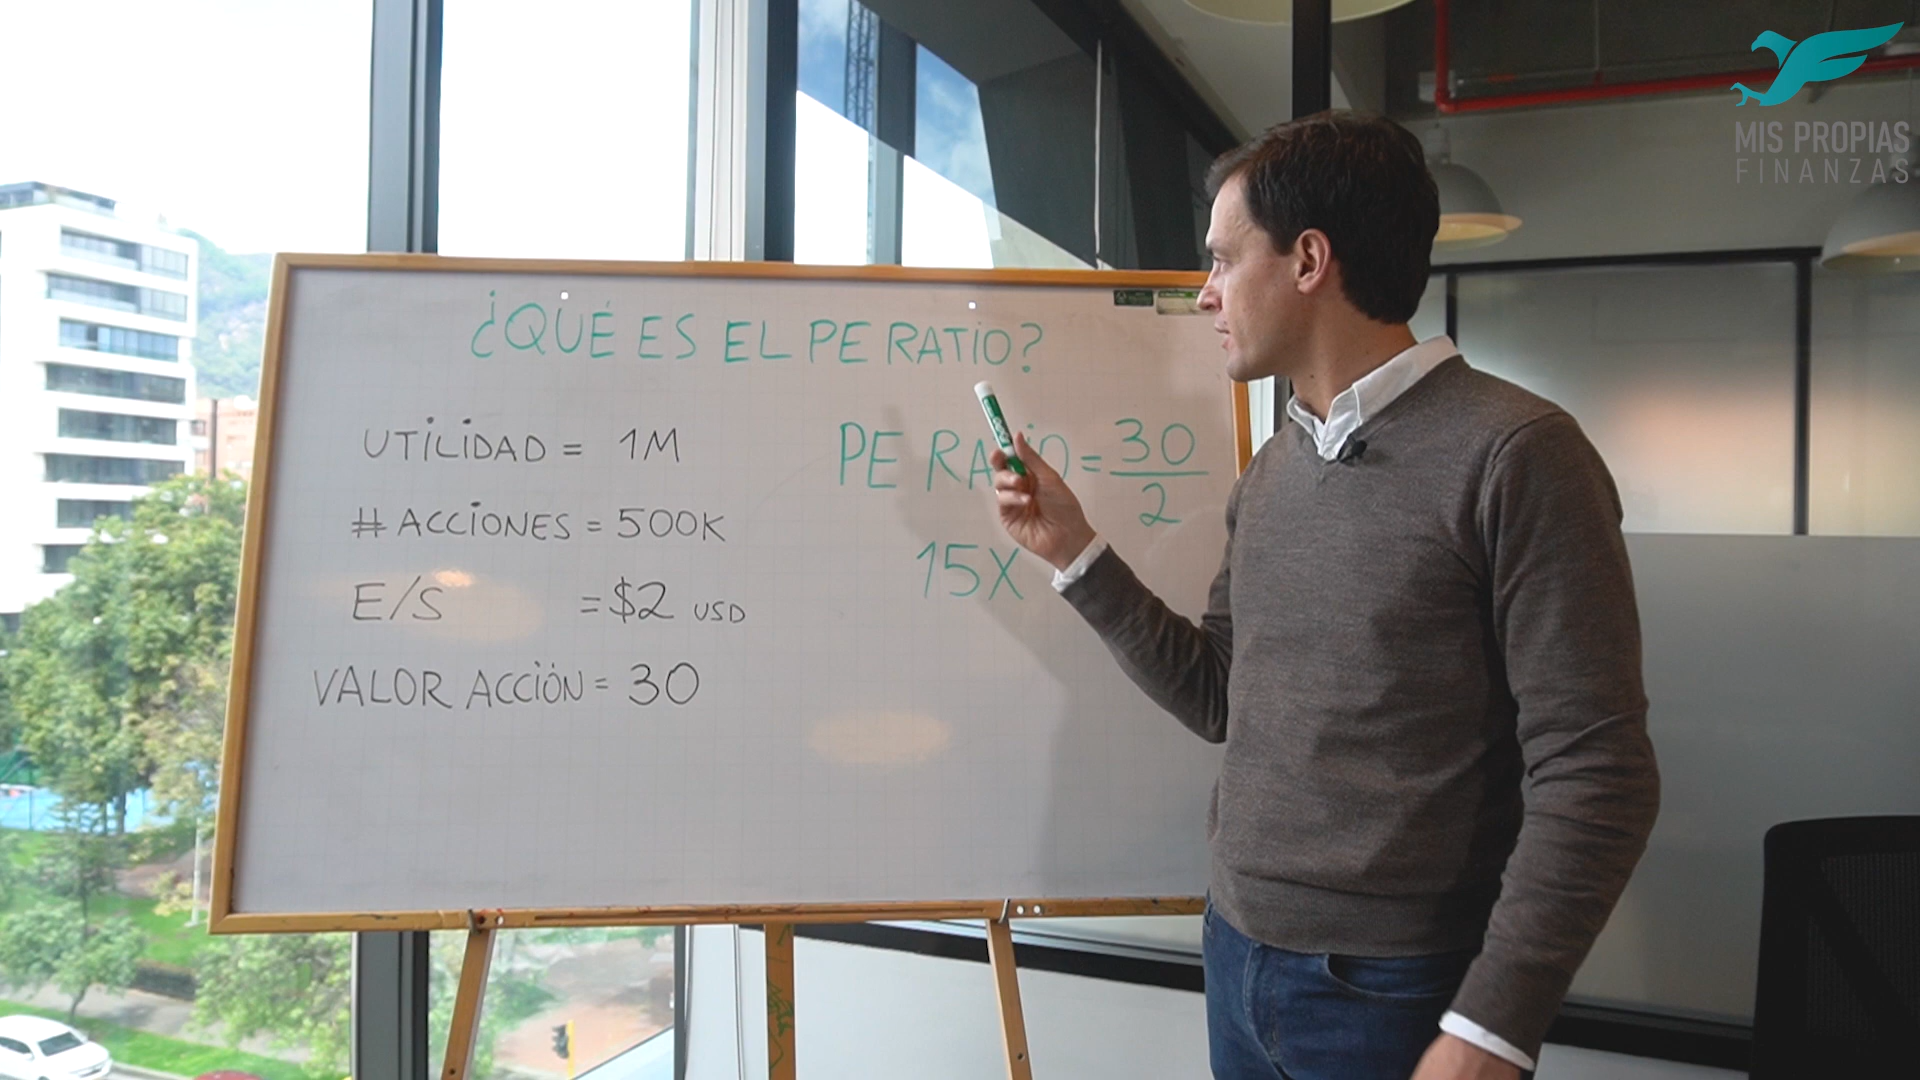 MIS PROPIAS
FINANZAS
¿QUÉ ES EL PE RATIO?
UTILIDAD = 1M
# ACCIONES = 500K
E/S = $2 USD
VALOR ACCIÓN = 30
PE RATIO = 30
2
15X